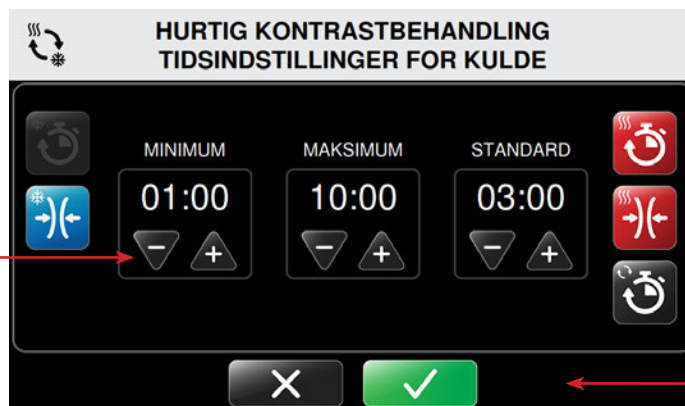 HURTIG KONTRASTBEHANDLING
TIDSINDSTILLINGER FOR KULDE
MINIMUM MAKSIMUM STANDARD
01:00 10:00 03:00